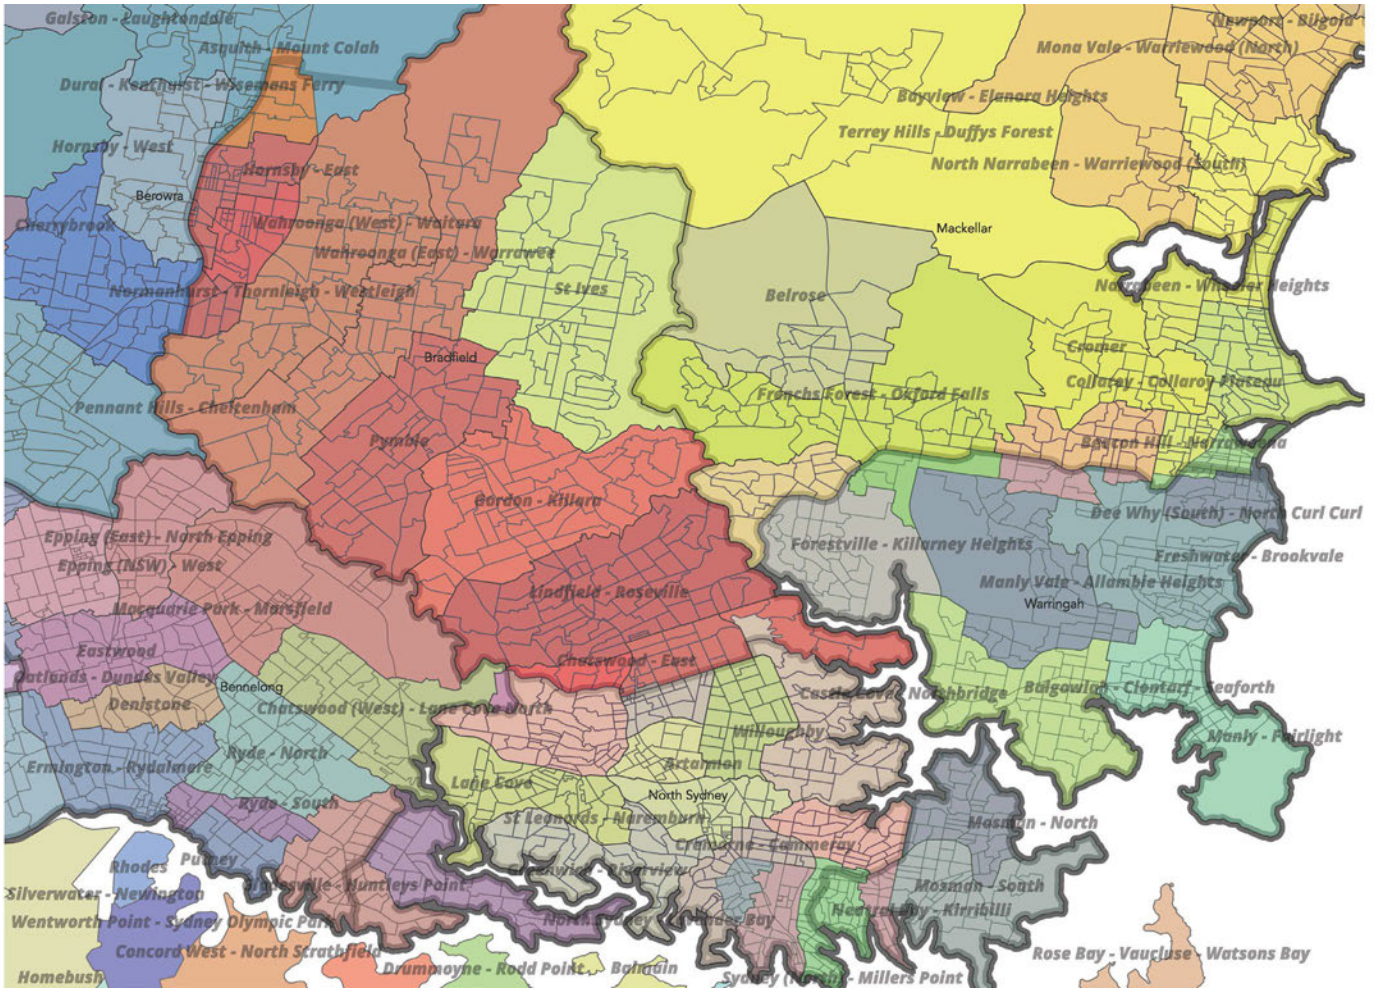 Galston - Laughtondale
Newport - Bilgola
Asquith - Mount Colah
Mona Vale - Warriewood (North)
Dural - Kenthurst - Wisemans Ferry
Bayview - Elanora Heights
Terrey Hills - Duffys Forest
Hornsby - West
North Narrabeen - Warriewood (South)
Hornsby - East
Berowra
Cherrybrook
Wahroonga (West) - Waitara
Mackellar
Wahroonga (East) - Warrawee
Normanhurst - Thornleigh - Westleigh
St Ives
Belrose
Narrabeen - Wheeler Heights
Cromer
Bradfield
Collaroy - Collaroy Plateau
Frenchs Forest - Oxford Falls
Pennant Hills - Cheltenham
Pymble
Beacon Hill - Narraweena
Gordon - Killara
Dee Why (South) - North Curl Curl
Epping (East) - North Epping
Forestville - Killarney Heights
Freshwater - Brookvale
Epping (NSW) - West
Manly Vale - Allambie Heights
Lindfield - Roseville
Warringah
Macquarie Park - Marsfield
Eastwood
Chatswood - East
Oatlands - Dundas Valley
Bennelong
Castle Cove - Northbridge
Balgowlah - Clontarf - Seaforth
Denistone
Chatswood (West) - Lane Cove North
Willoughby
Manly - Fairlight
Ryde - North
Artarmon
Ermington - Rydalmere
Lane Cove
North Sydney
Ryde - South
St Leonards - Naremburn
Mosman - North
Cremorne - Cammeray
Putney
Rhodes
Greenwich - Riverview
Gladesville - Huntleys Point
Mosman - South
Silverwater - Newington
Neutral Bay - Kirribilli
Wentworth Point - Sydney Olympic Park
North Sydney - Lavender Bay
Concord West - North Strathfield
Rose Bay - Vaucluse - Watsons Bay
Drummoyne - Rodd Point
Balmain
Homebush
Sydney (North) - Millers Point